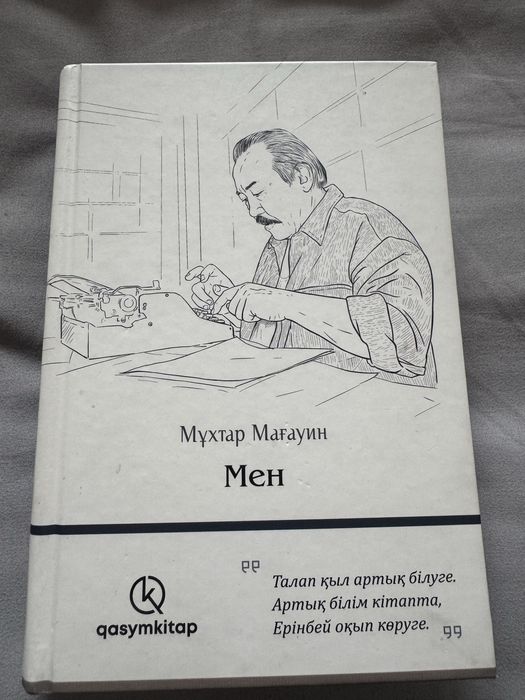 Мұхтар Мағауин
Мен
qasymkitap
Талап қыл артық білуге.
Артық білім кітапта,
Ерінбей оқып көруге.